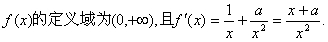 f(x)的定义域为(0,+∞),且f'(x) = 1/x + a/x² = (x+a)/x².